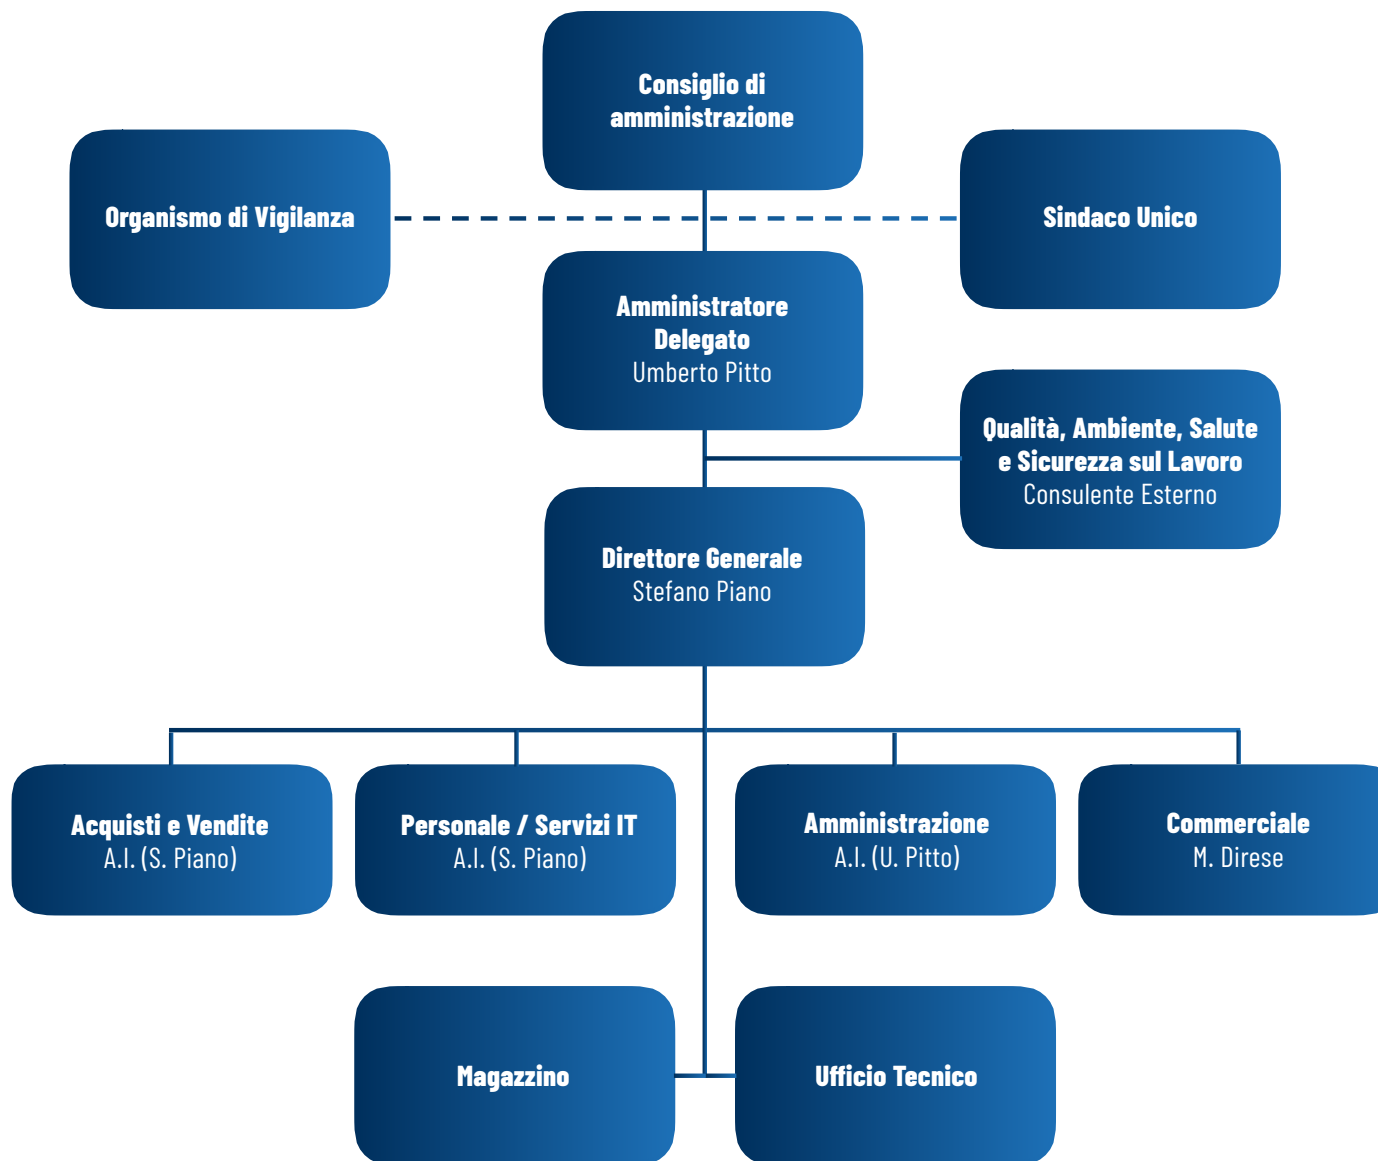 Consiglio di
amministrazione
Organismo di Vigilanza
Sindaco Unico
Amministratore
Delegato
Umberto Pitto
Qualità, Ambiente, Salute
e Sicurezza sul Lavoro
Consulente Esterno
Direttore Generale
Stefano Piano
Acquisti e Vendite
A.I. (S. Piano)
Personale / Servizi IT
A.I. (S. Piano)
Amministrazione
A.I. (U. Pitto)
Commerciale
M. Direse
Magazzino
Ufficio Tecnico